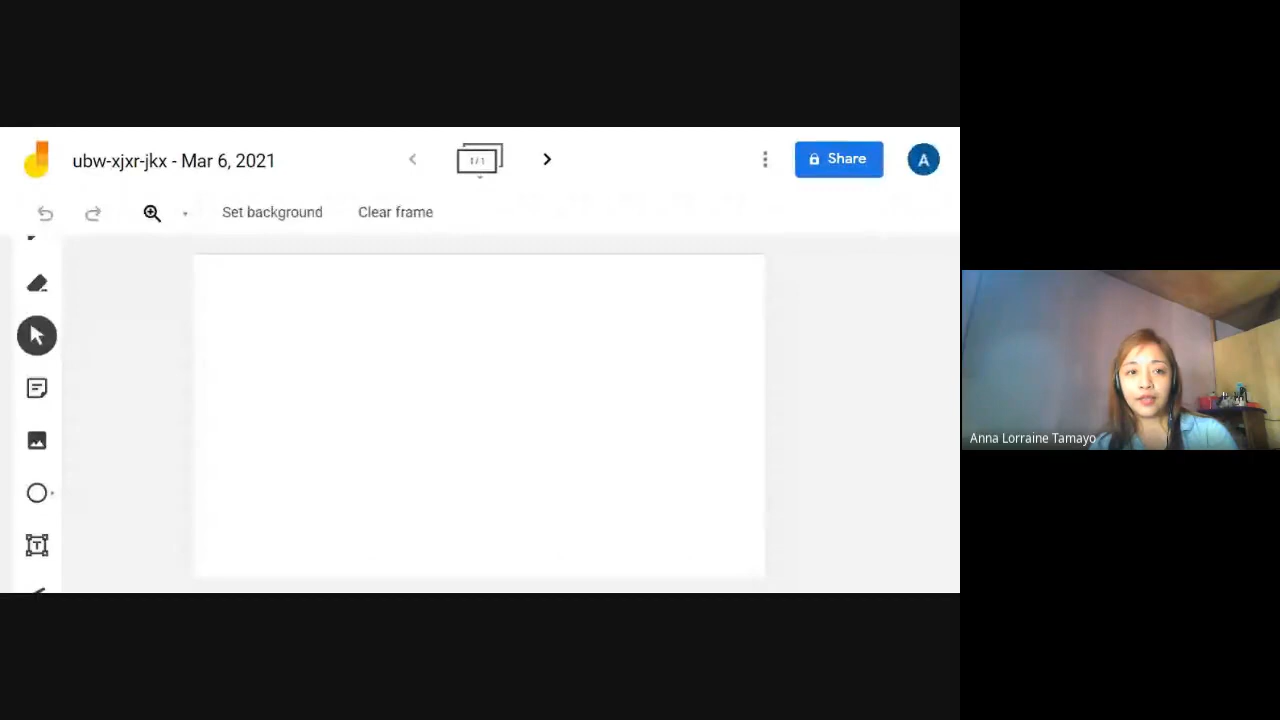 ubw-xjxr-jkx - Mar 6, 2021
1/1
Share
A
Set background
Clear frame
T
Anna Lorraine Tamayo